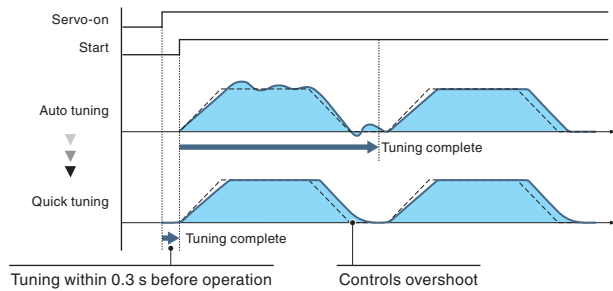 Servo-on
Start
Auto tuning
Tuning complete
Quick tuning
Tuning complete
Tuning within 0.3 s before operation
Controls overshoot